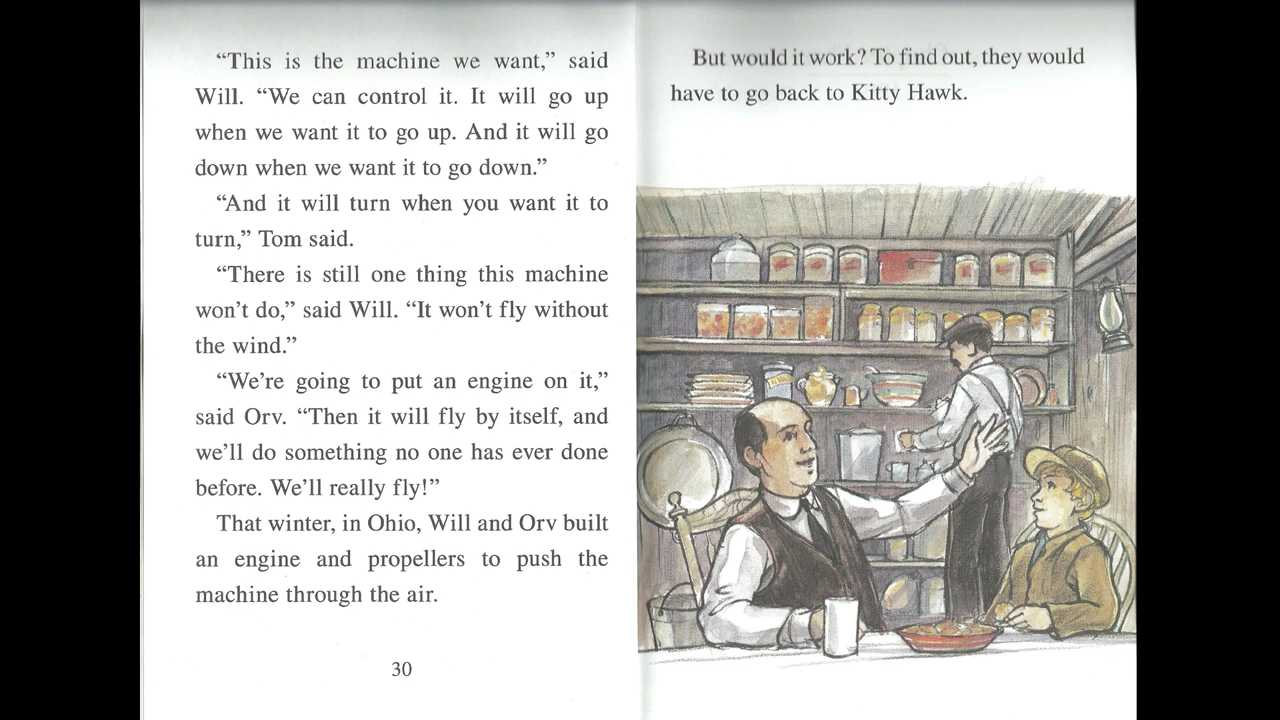 “This is the machine we want,” said
Will. “We can control it. It will go up
when we want it to go up. And it will go
down when we want it to go down.”
“And it will turn when you want it to
turn,” Tom said.
“There is still one thing this machine
won’t do,” said Will. “It won’t fly without
the wind.”
“We’re going to put an engine on it,”
said Orv. “Then it will fly by itself, and
we’ll do something no one has ever done
before. We’ll really fly!”
That winter, in Ohio, Will and Orv built
an engine and propellers to push the
machine through the air.
30
But would it work? To find out, they would
have to go back to Kitty Hawk.